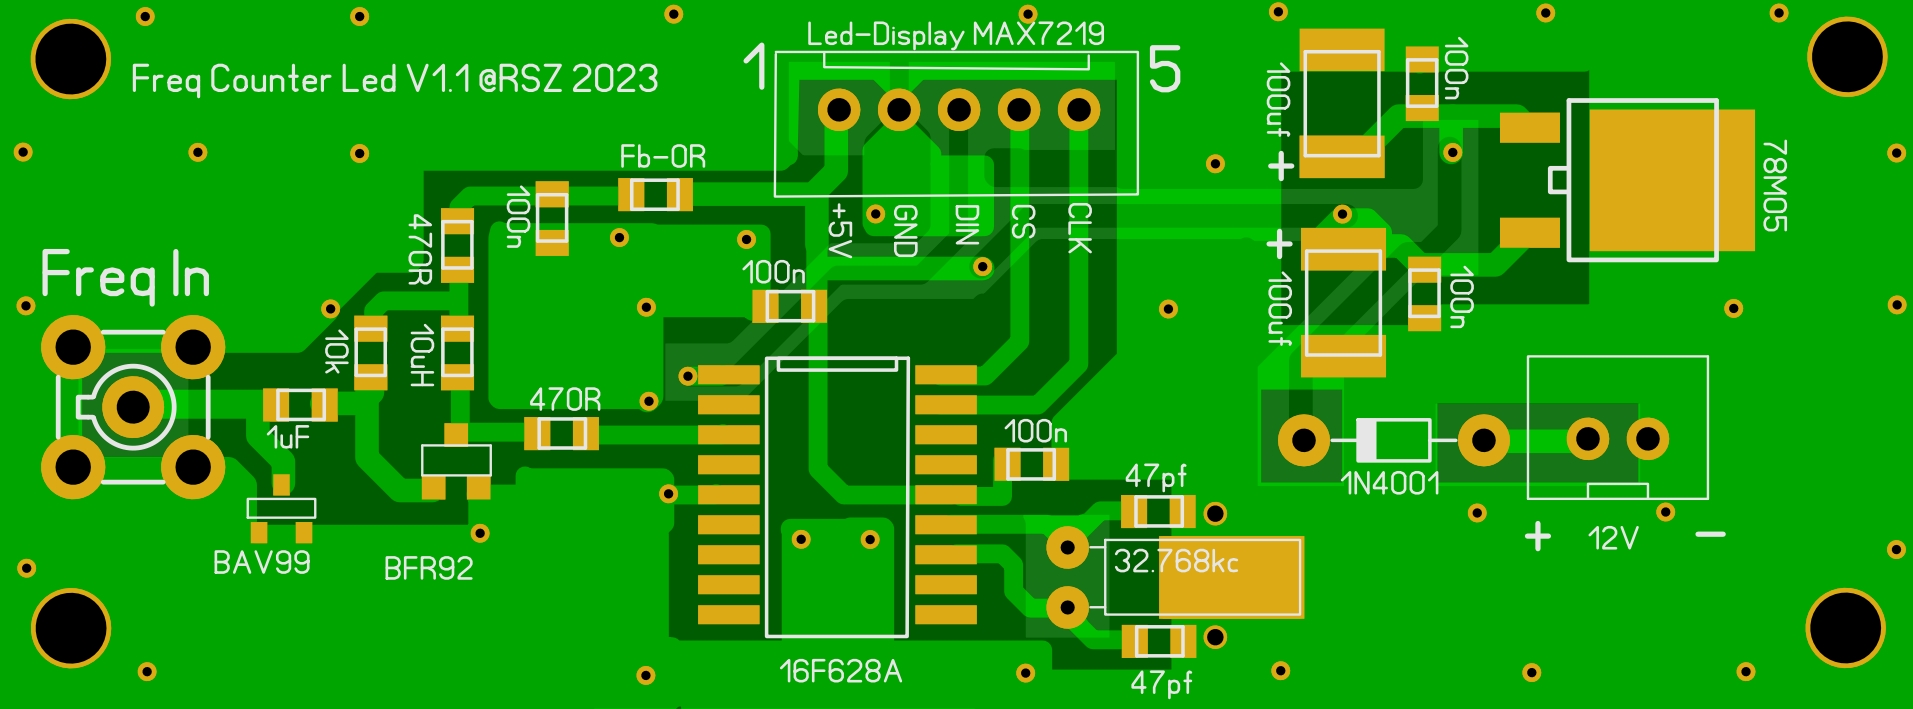 Led-Display MAX7219
1
5
Freq Counter Led V1.1 @RSZ 2023
100uf
100n
+
78M05
Fb-0R
100n
470R
+5V
GND
DIN
CS
CLK
+
100uf
100n
Freq In
100n
10k
10uH
1uF
470R
100n
47pf
1N4001
+
12V
-
BAV99
BFR92
32.768kc
16F628A
47pf